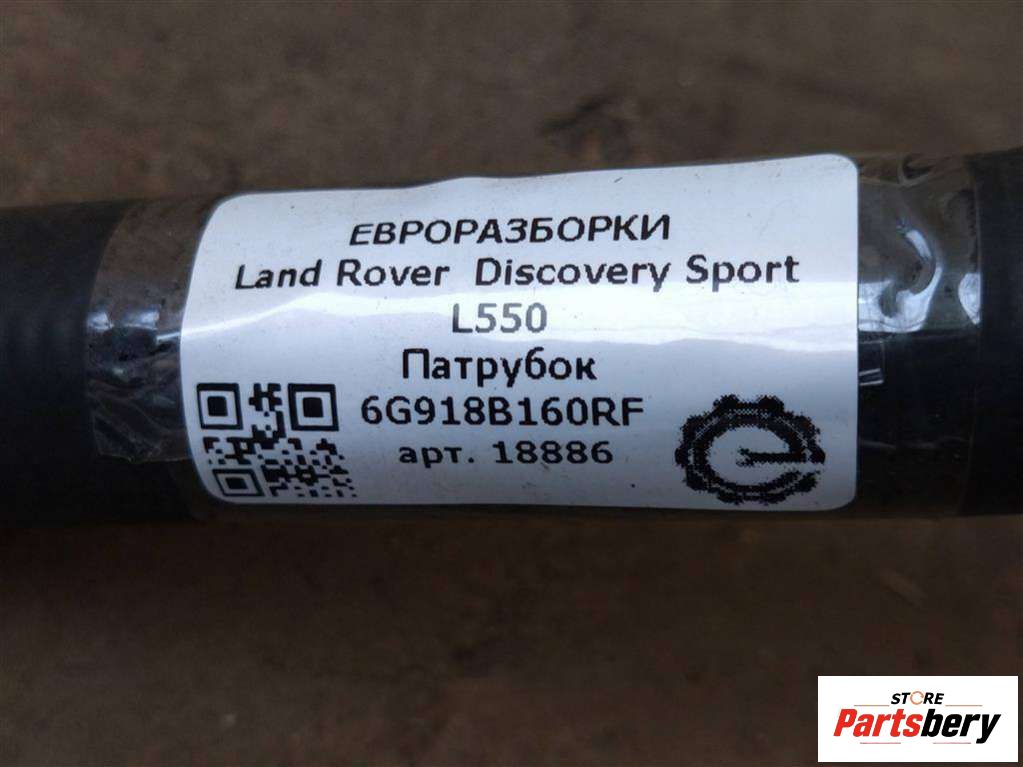 ЕВРОРАЗБОРКИ
Land Rover Discovery Sport
L550
Патрубок
6G918B160RF
арт. 18886
STORE
Partsbery